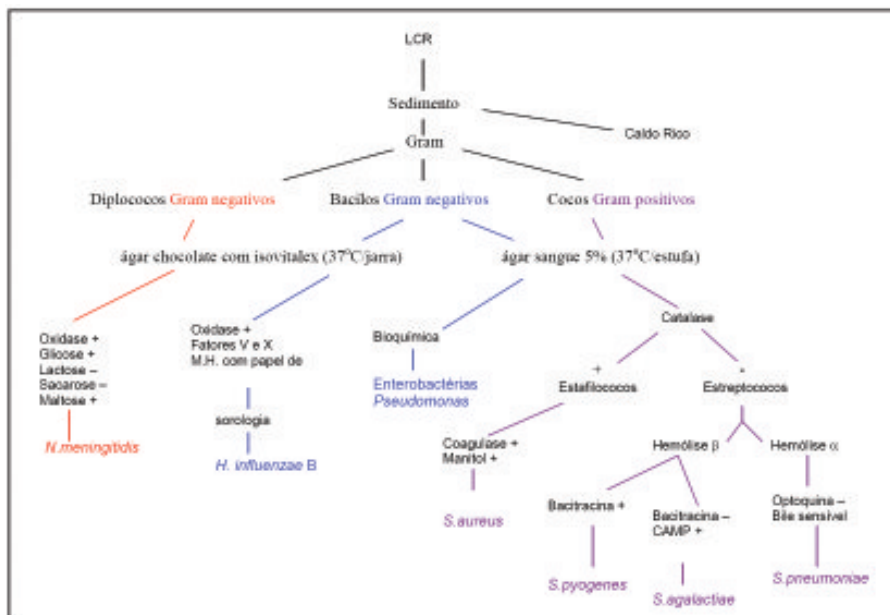 LCR
Sedimento
Caldo Rico
Gram
Diplococos Gram negativos
Bacilos Gram negativos
Cocos Gram positivos
ágar chocolate com isovitalex (37°C/jarra)
ágar sangue 5% (37°C/estufa)
Oxidase +
Glicose +
Lactose –
Sacarose –
Maltose +
N.meningitidis
Oxidase +
Fatores V e X
M.H. com papel de
sorologia
H. influenzae B
Bioquímica
Enterobactérias
Pseudomonas
Catalase
+
Estafilococos
-
Estreptococos
Coagulase +
Manitol +
S.aureus
Hemólise β
Hemólise α
Bacitracina +
S.pyogenes
Bacitracina –
CAMP +
S.agalactiae
Optoquina –
Bile sensível
S.pneumoniae